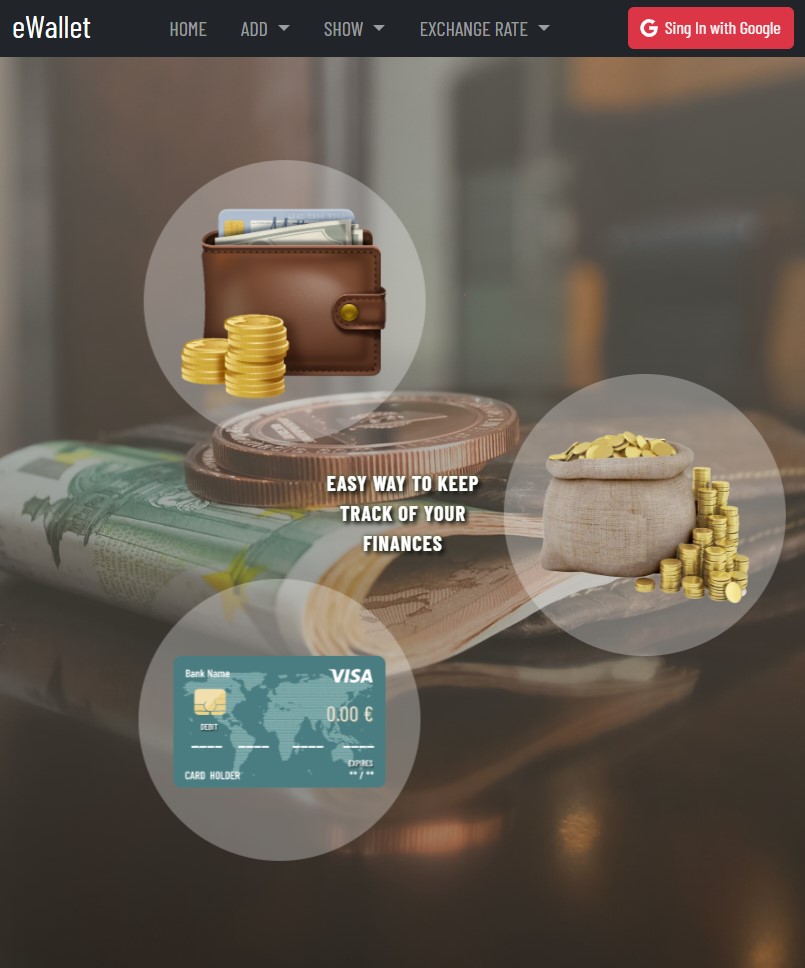 eWallet
HOME
ADD
SHOW
EXCHANGE RATE
Sing In with Google
EASY WAY TO KEEP
TRACK OF YOUR
FINANCES
Bank Name
VISA
0.00 €
DEBIT
EXPIRES
** / **
CARD HOLDER